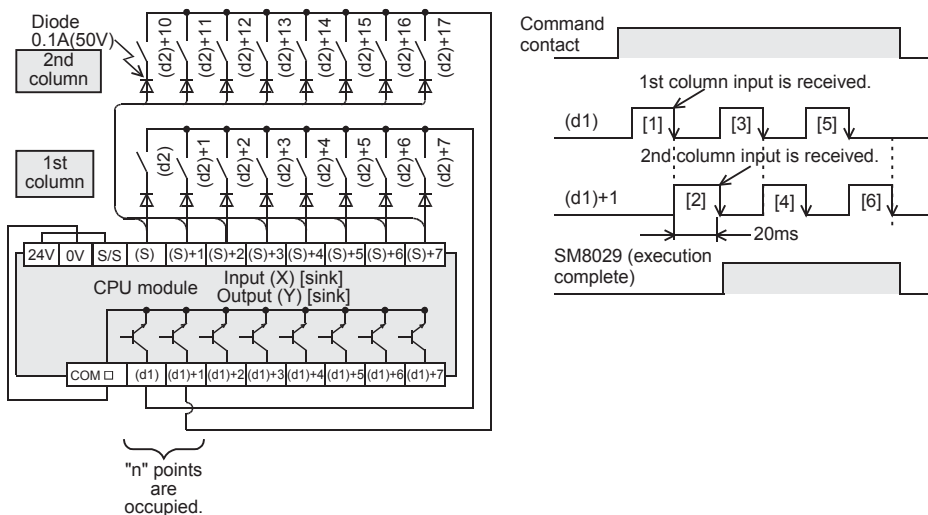 Diode
0.1A(50V)
2nd
column
(d2)+10
(d2)+11
(d2)+12
(d2)+13
(d2)+14
(d2)+15
(d2)+16
(d2)+17
1st
column
(d2)
(d2)+1
(d2)+2
(d2)+3
(d2)+4
(d2)+5
(d2)+6
(d2)+7
24V 0V S/S (S) (S)+1 (S)+2 (S)+3 (S)+4 (S)+5 (S)+6 (S)+7
CPU module
Input (X) [sink]
Output (Y) [sink]
COM □ (d1) (d1)+1 (d1)+2 (d1)+3 (d1)+4 (d1)+5 (d1)+6 (d1)+7
"n" points
are
occupied.
Command
contact
1st column input is received.
(d1)
[1] [3] [5]
2nd column input is received.
(d1)+1
[2] [4] [6]
20ms
SM8029 (execution
complete)